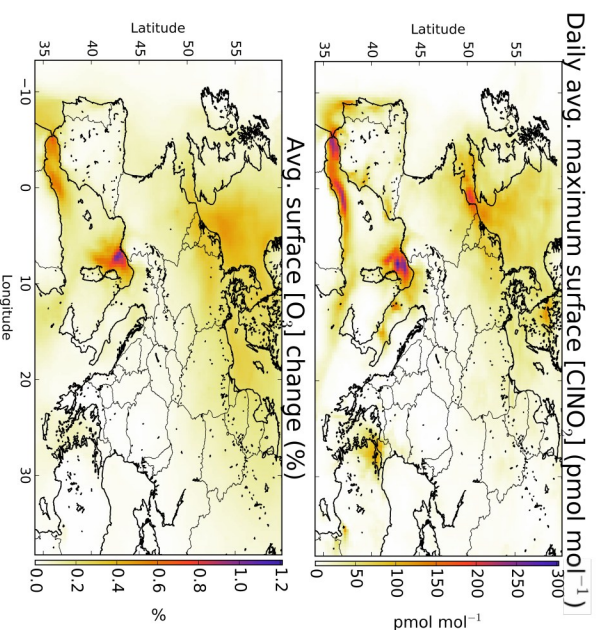 Daily avg. maximum surface [ClNO₂] (pmol mol⁻¹)
Latitude
35 40 45 50 55
0 50 100 150 200 250 300
pmol mol⁻¹
Avg. surface [O₃] change (%)
Latitude
35 40 45 50 55
−10 0 10 20 30
Longitude
0.0 0.2 0.4 0.6 0.8 1.0 1.2
%